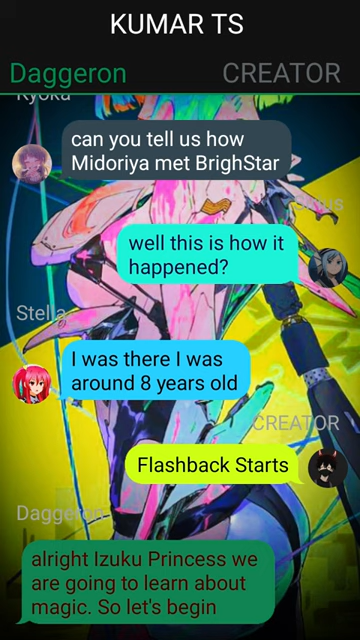 KUMAR TS
Daggeron CREATOR
Kyoka
can you tell us how
Midoriya met BrighStar
well this is how it
happened?
Stella
I was there I was
around 8 years old
CREATOR
Flashback Starts
Daggeron
alright Izuku Princess we
are going to learn about
magic. So let's begin